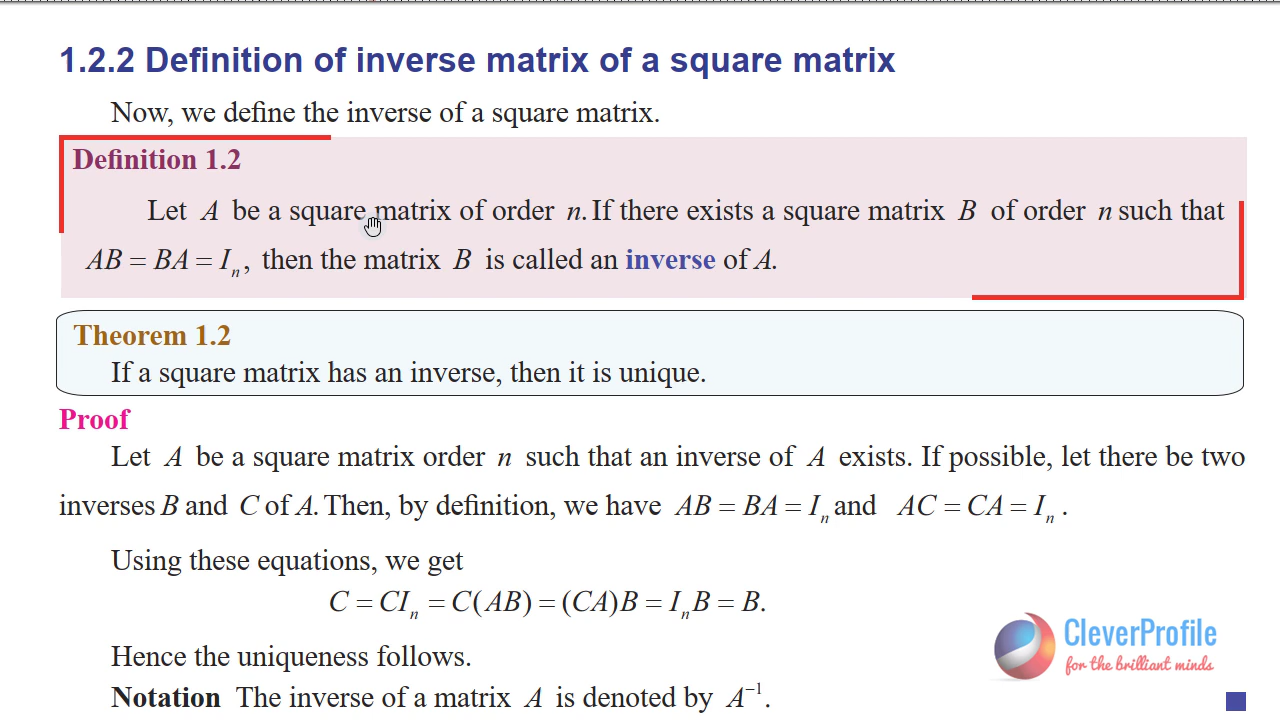 1.2.2 Definition of inverse matrix of a square matrix
Now, we define the inverse of a square matrix.
Definition 1.2
Let A be a square matrix of order n. If there exists a square matrix B of order n such that
AB = BA = Iₙ, then the matrix B is called an inverse of A.
Theorem 1.2
If a square matrix has an inverse, then it is unique.
Proof
Let A be a square matrix order n such that an inverse of A exists. If possible, let there be two
inverses B and C of A. Then, by definition, we have AB = BA = Iₙ and AC = CA = Iₙ .
Using these equations, we get
C = CIₙ = C(AB) = (CA)B = IₙB = B.
Hence the uniqueness follows.
Notation The inverse of a matrix A is denoted by A⁻¹.
CleverProfile
for the brilliant minds